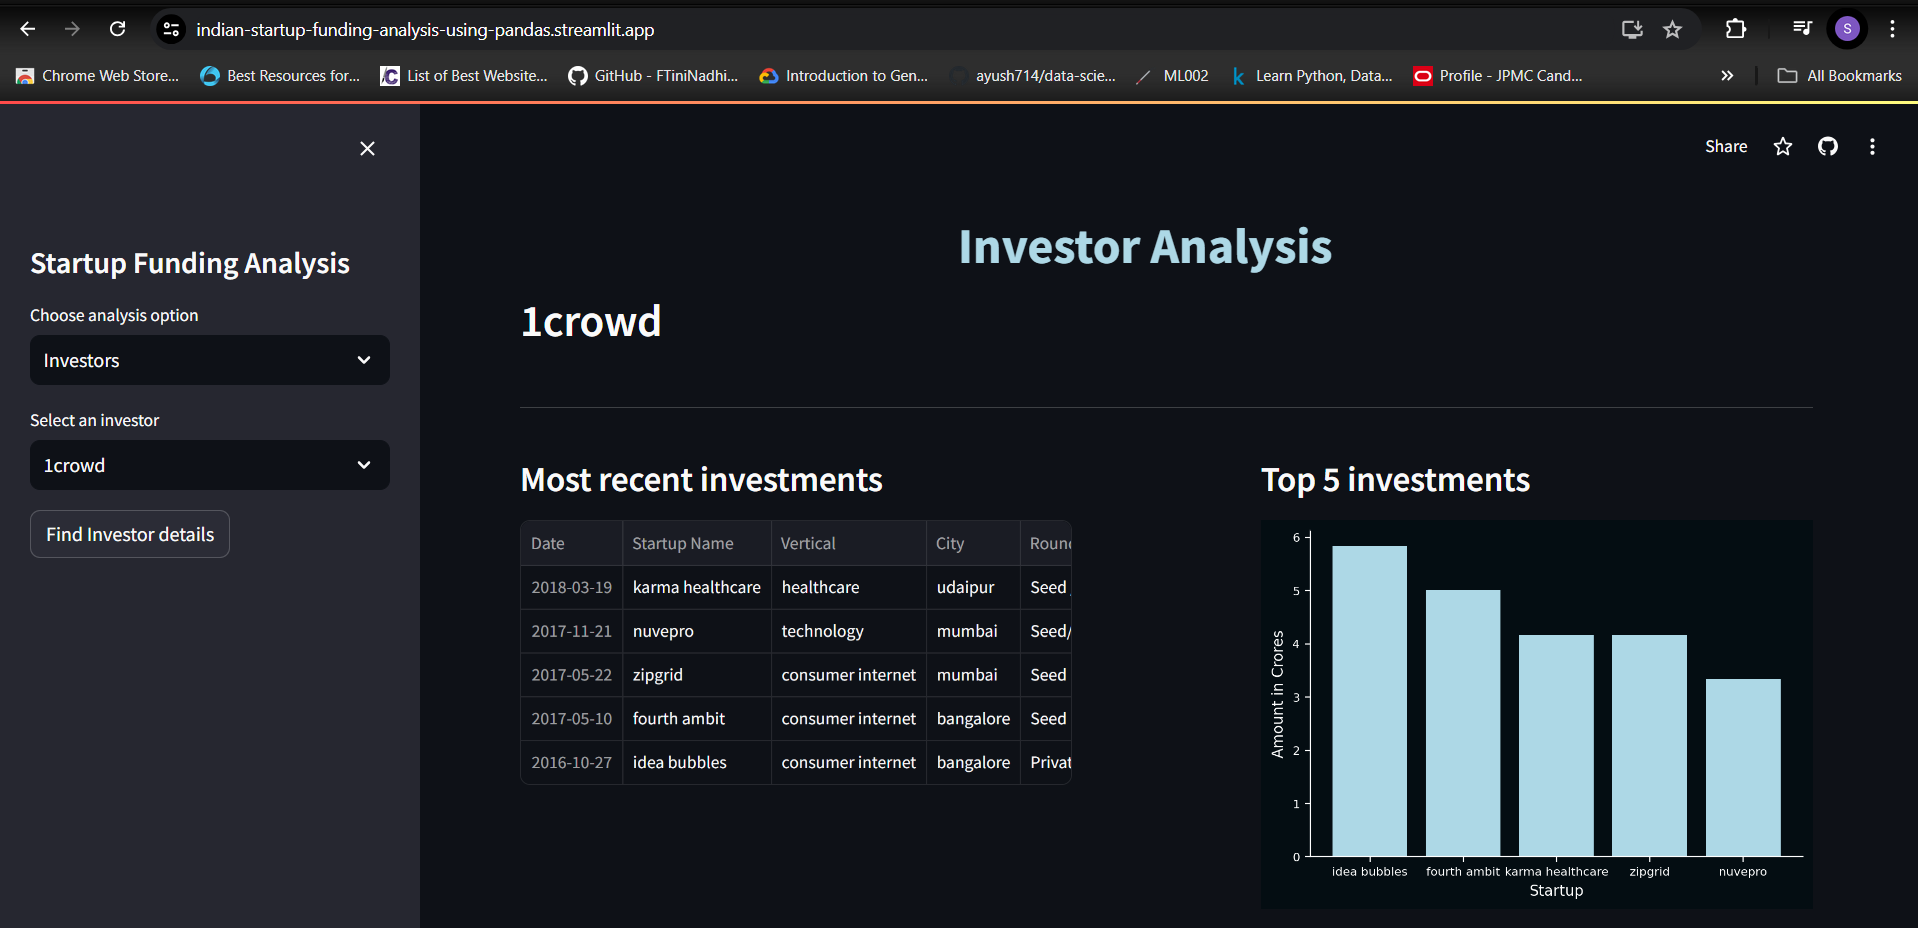 indian-startup-funding-analysis-using-pandas.streamlit.app
S
Chrome Web Store...
Best Resources for...
List of Best Website...
GitHub - FTiniNadhi...
Introduction to Gen...
ayush714/data-scie...
ML002
Learn Python, Data...
Profile - JPMC Cand...
All Bookmarks
Share
Startup Funding Analysis
Choose analysis option
Investors
Select an investor
1crowd
Find Investor details
Investor Analysis
1crowd
Most recent investments
Date Startup Name Vertical City Roun
2018-03-19 karma healthcare healthcare udaipur Seed
2017-11-21 nuvepro technology mumbai Seed/
2017-05-22 zipgrid consumer internet mumbai Seed
2017-05-10 fourth ambit consumer internet bangalore Seed
2016-10-27 idea bubbles consumer internet bangalore Privat
Top 5 investments
Amount in Crores
6
5
4
3
2
1
0
idea bubbles fourth ambit karma healthcare zipgrid nuvepro
Startup